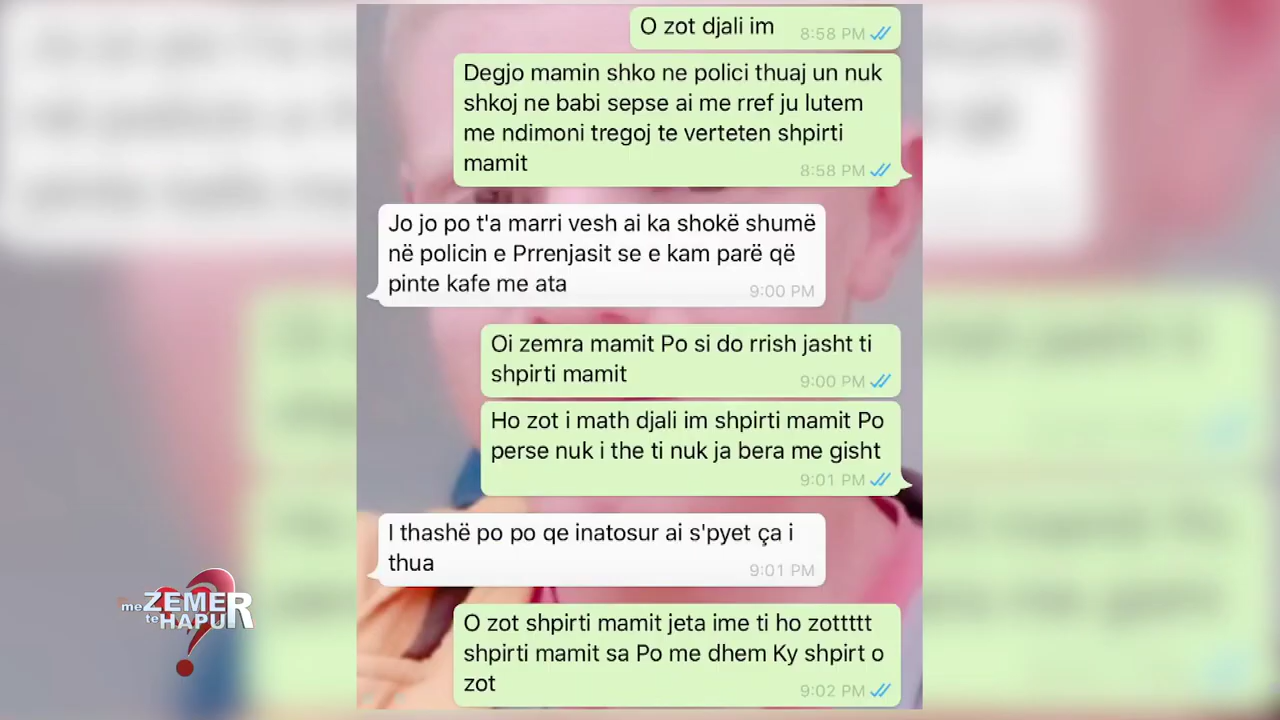 O zot djali im
8:58 PM
Degjo mamin shko ne polici thuaj un nuk
shkoj ne babi sepse ai me rref ju lutem
me ndimoni tregoj te verteten shpirti
mamit
8:58 PM
Jo jo po t'a marri vesh ai ka shokë shumë
në policin e Prrenjasit se e kam parë që
pinte kafe me ata
9:00 PM
Oi zemra mamit Po si do rrish jasht ti
shpirti mamit
9:00 PM
Ho zot i math djali im shpirti mamit Po
perse nuk i the ti nuk ja bera me gisht
9:01 PM
I thashë po po qe inatosur ai s'pyet ça i
thua
9:01 PM
O zot shpirti mamit jeta ime ti ho zottttt
shpirti mamit sa Po me dhem Ky shpirt o
zot
9:02 PM
me ZEMER
te HAPUR